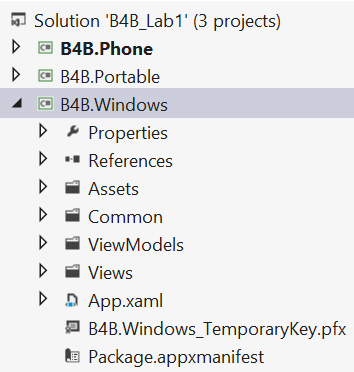 Solution 'B4B_Lab1' (3 projects)
B4B.Phone
B4B.Portable
B4B.Windows
Properties
References
Assets
Common
ViewModels
Views
App.xaml
B4B.Windows_TemporaryKey.pfx
Package.appxmanifest